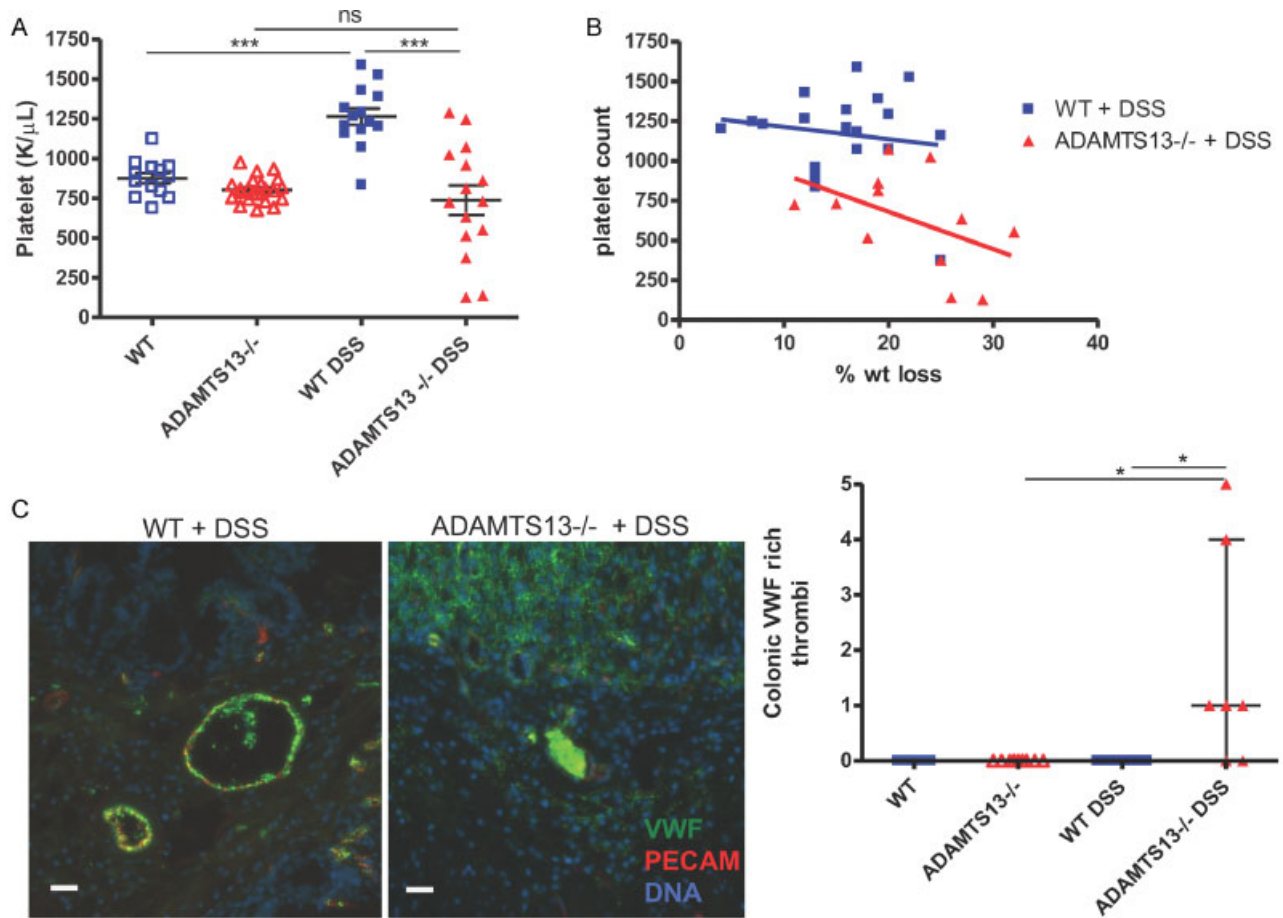 A
ns
***
***
Platelet (K/μL)
1750
1500
1250
1000
750
500
250
0
WT
ADAMTS13-/-
WT DSS
ADAMTS13 -/- DSS
B
platelet count
1750
1500
1250
1000
750
500
250
0
0
10
20
30
40
% wt loss
WT + DSS
ADAMTS13-/- + DSS
C
WT + DSS
ADAMTS13-/- + DSS
VWF
PECAM
DNA
*
*
Colonic VWF rich
thrombi
5
4
3
2
1
0
WT
ADAMTS13-/-
WT DSS
ADAMTS13-/- DSS